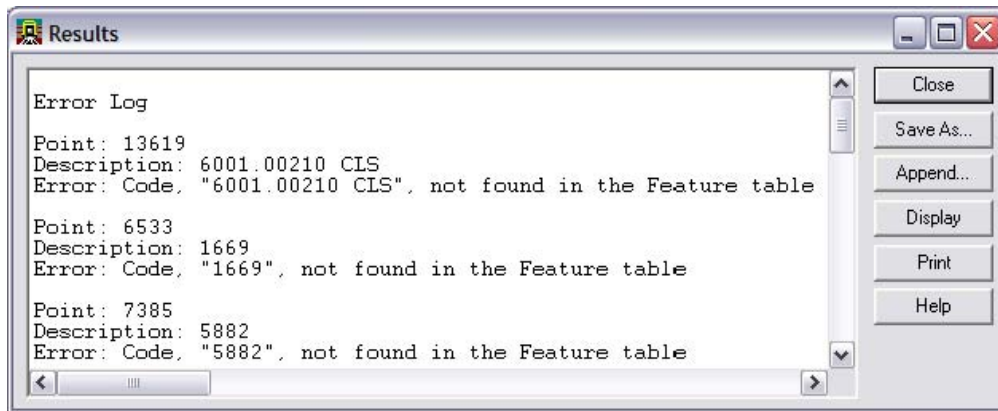 Results
Error Log
Point: 13619
Description: 6001.00210 CLS
Error: Code, "6001.00210 CLS", not found in the Feature table
Point: 6533
Description: 1669
Error: Code, "1669", not found in the Feature table
Point: 7385
Description: 5882
Error: Code, "5882", not found in the Feature table
Close
Save As...
Append...
Display
Print
Help